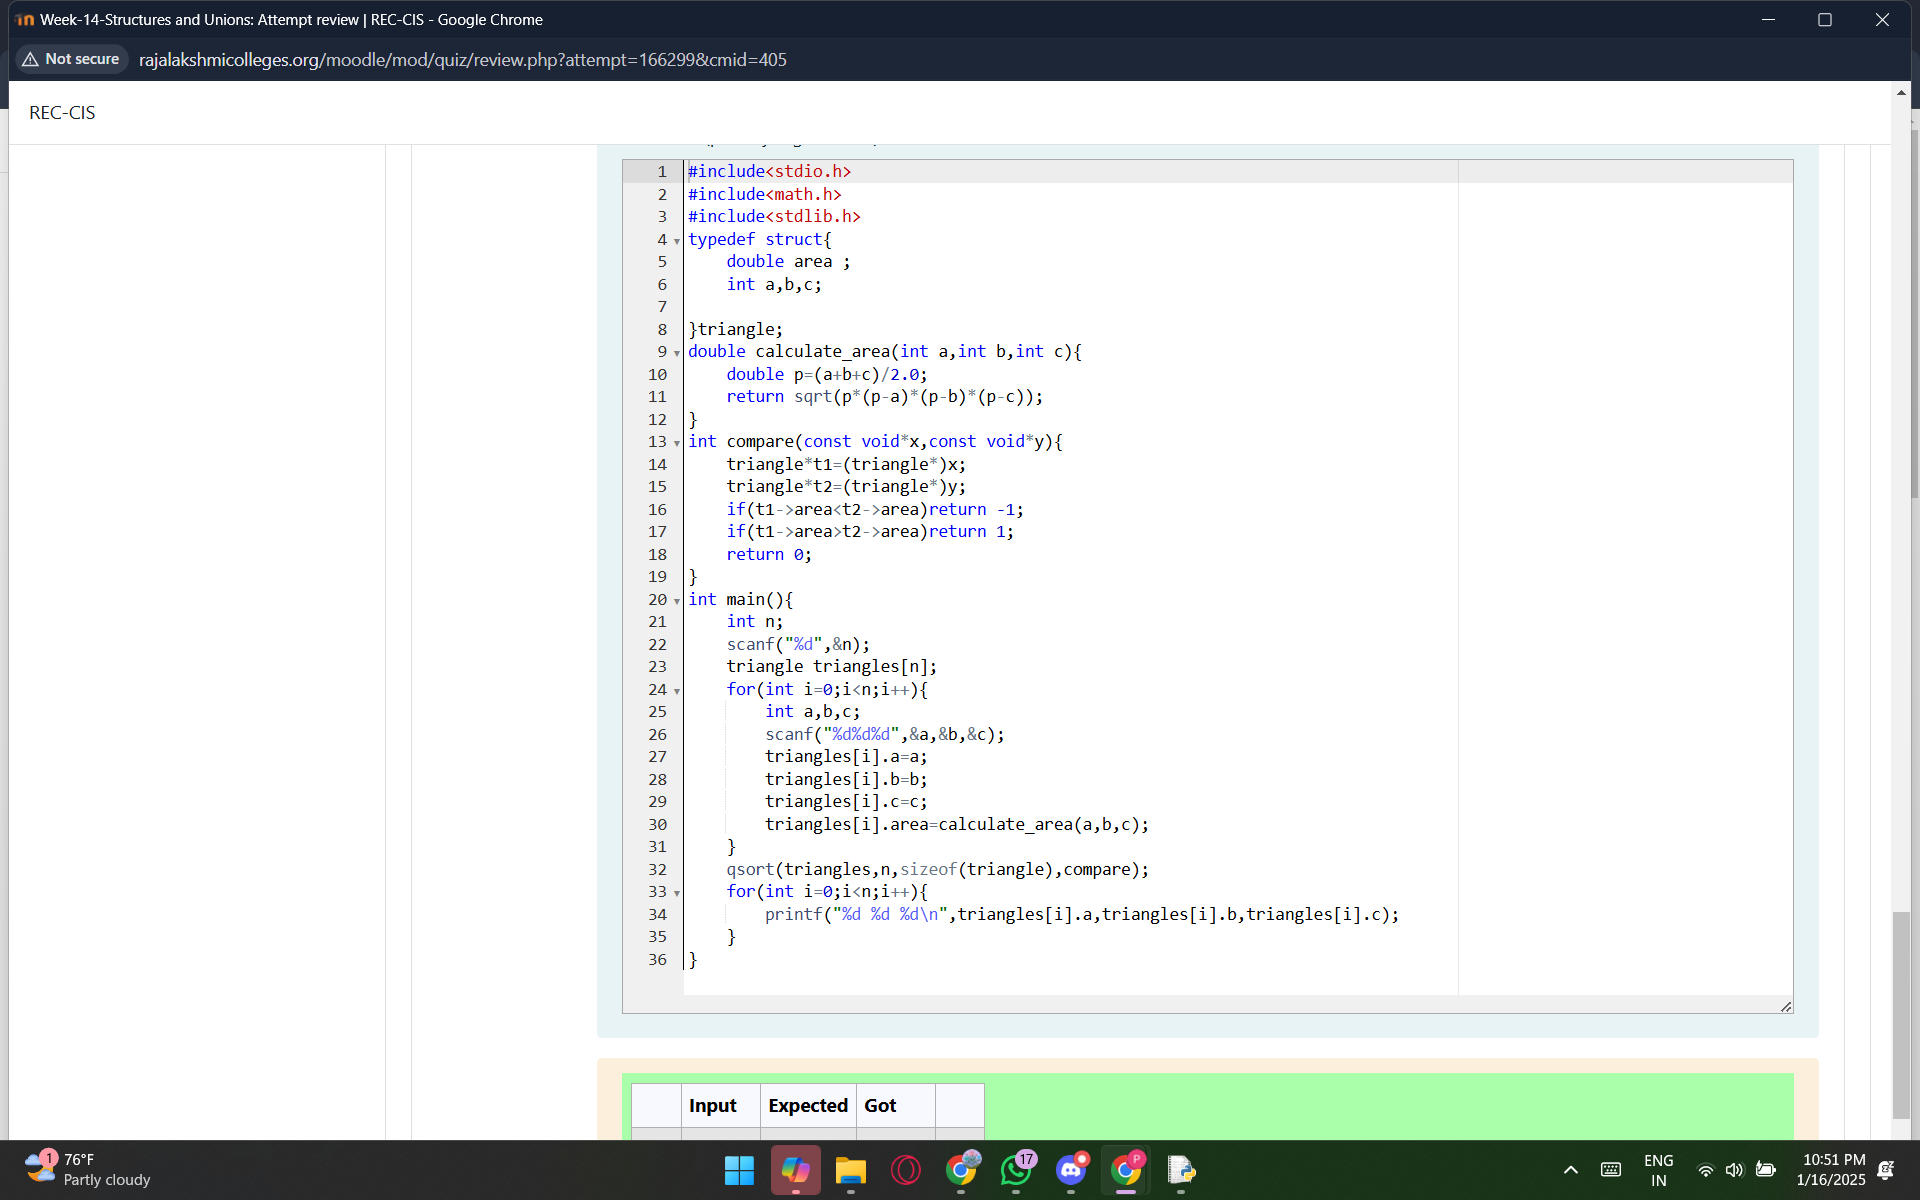 Week-14-Structures and Unions: Attempt review | REC-CIS - Google Chrome
Not secure rajalakshmicolleges.org/moodle/mod/quiz/review.php?attempt=166299&cmid=405
REC-CIS
1 #include<stdio.h>
2 #include<math.h>
3 #include<stdlib.h>
4 typedef struct{
5     double area ;
6     int a,b,c;
7
8 }triangle;
9 double calculate_area(int a,int b,int c){
10     double p=(a+b+c)/2.0;
11     return sqrt(p*(p-a)*(p-b)*(p-c));
12 }
13 int compare(const void*x,const void*y){
14     triangle*t1=(triangle*)x;
15     triangle*t2=(triangle*)y;
16     if(t1->area<t2->area)return -1;
17     if(t1->area>t2->area)return 1;
18     return 0;
19 }
20 int main(){
21     int n;
22     scanf("%d",&n);
23     triangle triangles[n];
24     for(int i=0;i<n;i++){
25         int a,b,c;
26         scanf("%d%d%d",&a,&b,&c);
27         triangles[i].a=a;
28         triangles[i].b=b;
29         triangles[i].c=c;
30         triangles[i].area=calculate_area(a,b,c);
31     }
32     qsort(triangles,n,sizeof(triangle),compare);
33     for(int i=0;i<n;i++){
34         printf("%d %d %d\n",triangles[i].a,triangles[i].b,triangles[i].c);
35     }
36 }
Input Expected Got
1 76°F
Partly cloudy
17
P
ENG
IN
10:51 PM
1/16/2025